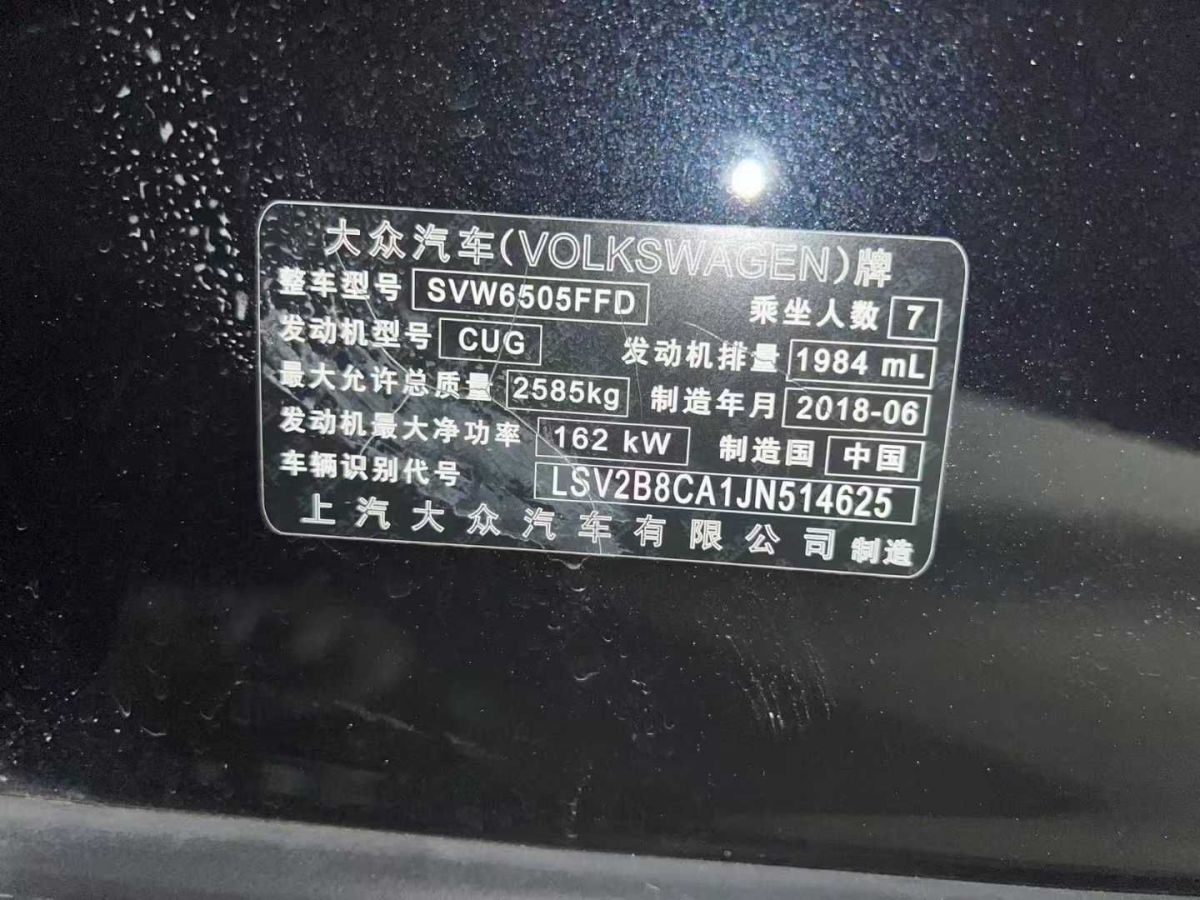 大众汽车(VOLKSWAGEN)牌
整车型号 SVW6505FFD 乘坐人数 7
发动机型号 CUG 发动机排量 1984 mL
最大允许总质量 2585kg 制造年月 2018-06
发动机最大净功率 162 kW 制造国 中国
车辆识别代号 LSV2B8CA1JN514625
上汽大众汽车有限公司 制造